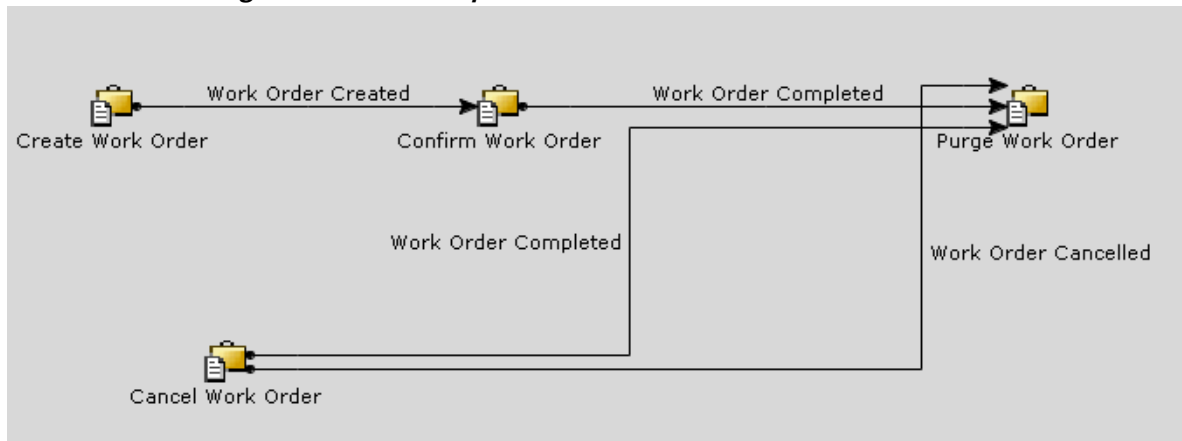 Work Order Created
Work Order Completed
Create Work Order
Confirm Work Order
Purge Work Order
Work Order Completed
Work Order Cancelled
Cancel Work Order